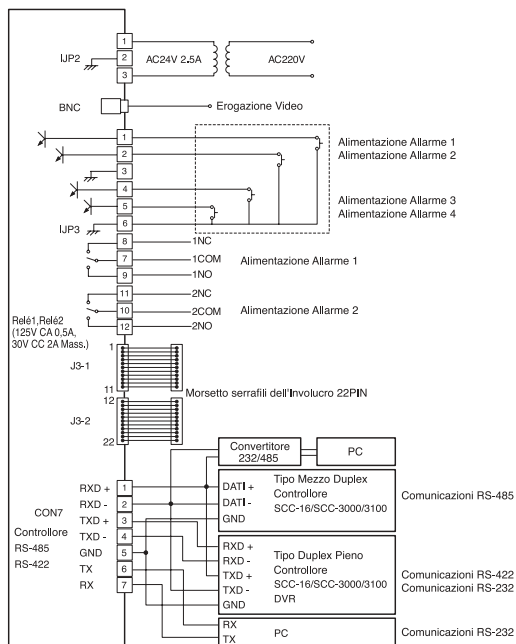 1
IJP2
2
AC24V 2.5A
AC220V
3
BNC
Erogazione Video
1
Alimentazione Allarme 1
2
Alimentazione Allarme 2
3
4
Alimentazione Allarme 3
5
Alimentazione Allarme 4
IJP3
6
8
1NC
7
1COM
Alimentazione Allarme 1
9
1NO
11
2NC
10
2COM
Alimentazione Allarme 2
12
2NO
Relé1,Relé2
(125V CA 0,5A,
30V CC 2A Mass.)
1
J3-1
11
Morsetto serrafili dell'Involucro 22PIN
12
J3-2
22
Convertitore
232/485
PC
CON7
Controllore
RS-485
RS-422
RXD +
1
RXD -
2
TXD +
3
TXD -
4
GND
5
TX
6
RX
7
DATI +
DATI -
GND
Tipo Mezzo Duplex
Controllore
SCC-16/SCC-3000/3100
Comunicazioni RS-485
RXD +
RXD -
TXD +
TXD -
GND
Tipo Duplex Pieno
Controllore
SCC-16/SCC-3000/3100
DVR
Comunicazioni RS-422
Comunicazioni RS-232
RX
TX
PC
Comunicazioni RS-232